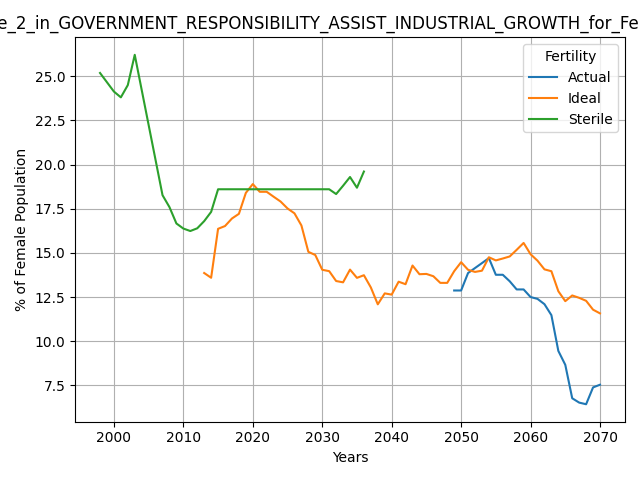 e_2_in_GOVERNMENT_RESPONSIBILITY_ASSIST_INDUSTRIAL_GROWTH_for_Fe
Fertility
Actual
Ideal
Sterile
% of Female Population
25.0
22.5
20.0
17.5
15.0
12.5
10.0
7.5
2000 2010 2020 2030 2040 2050 2060 2070
Years